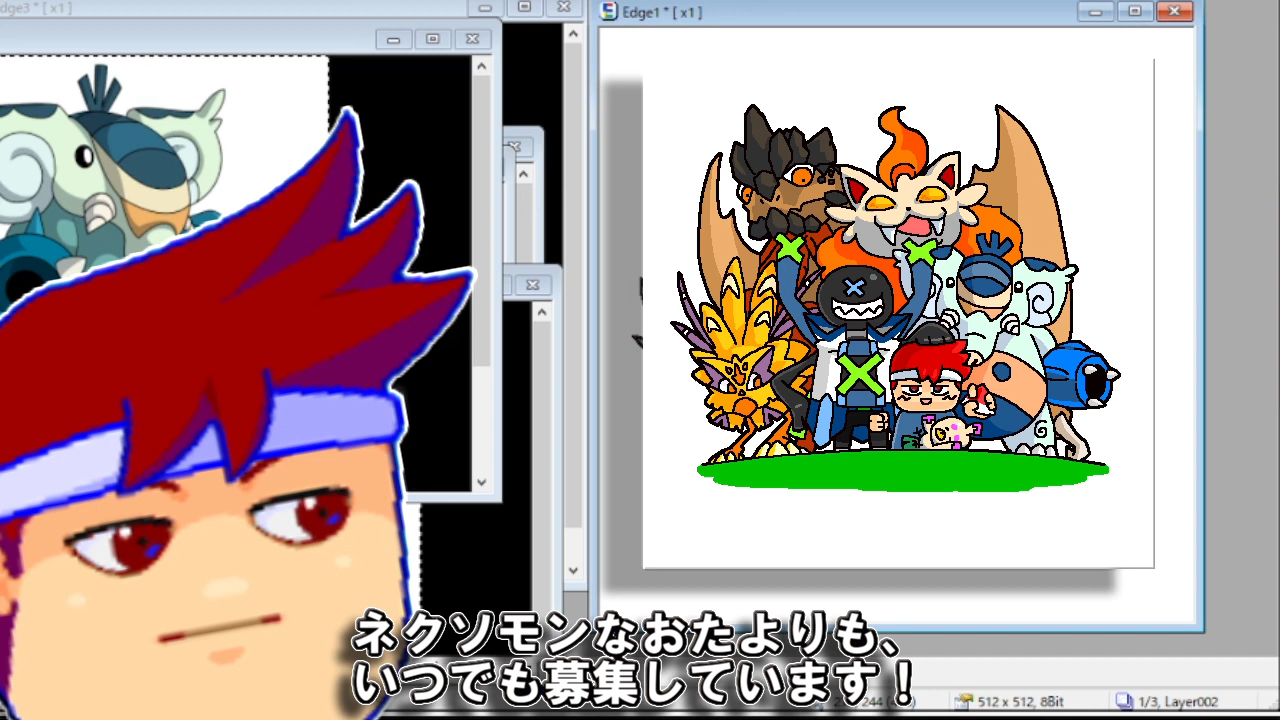 dge3 * [ x1 ]
Edge1 * [ x1 ]
ネクソモンなおたよりも、
いつでも募集しています！
512 x 512, 8Bit
1/3, Layer002